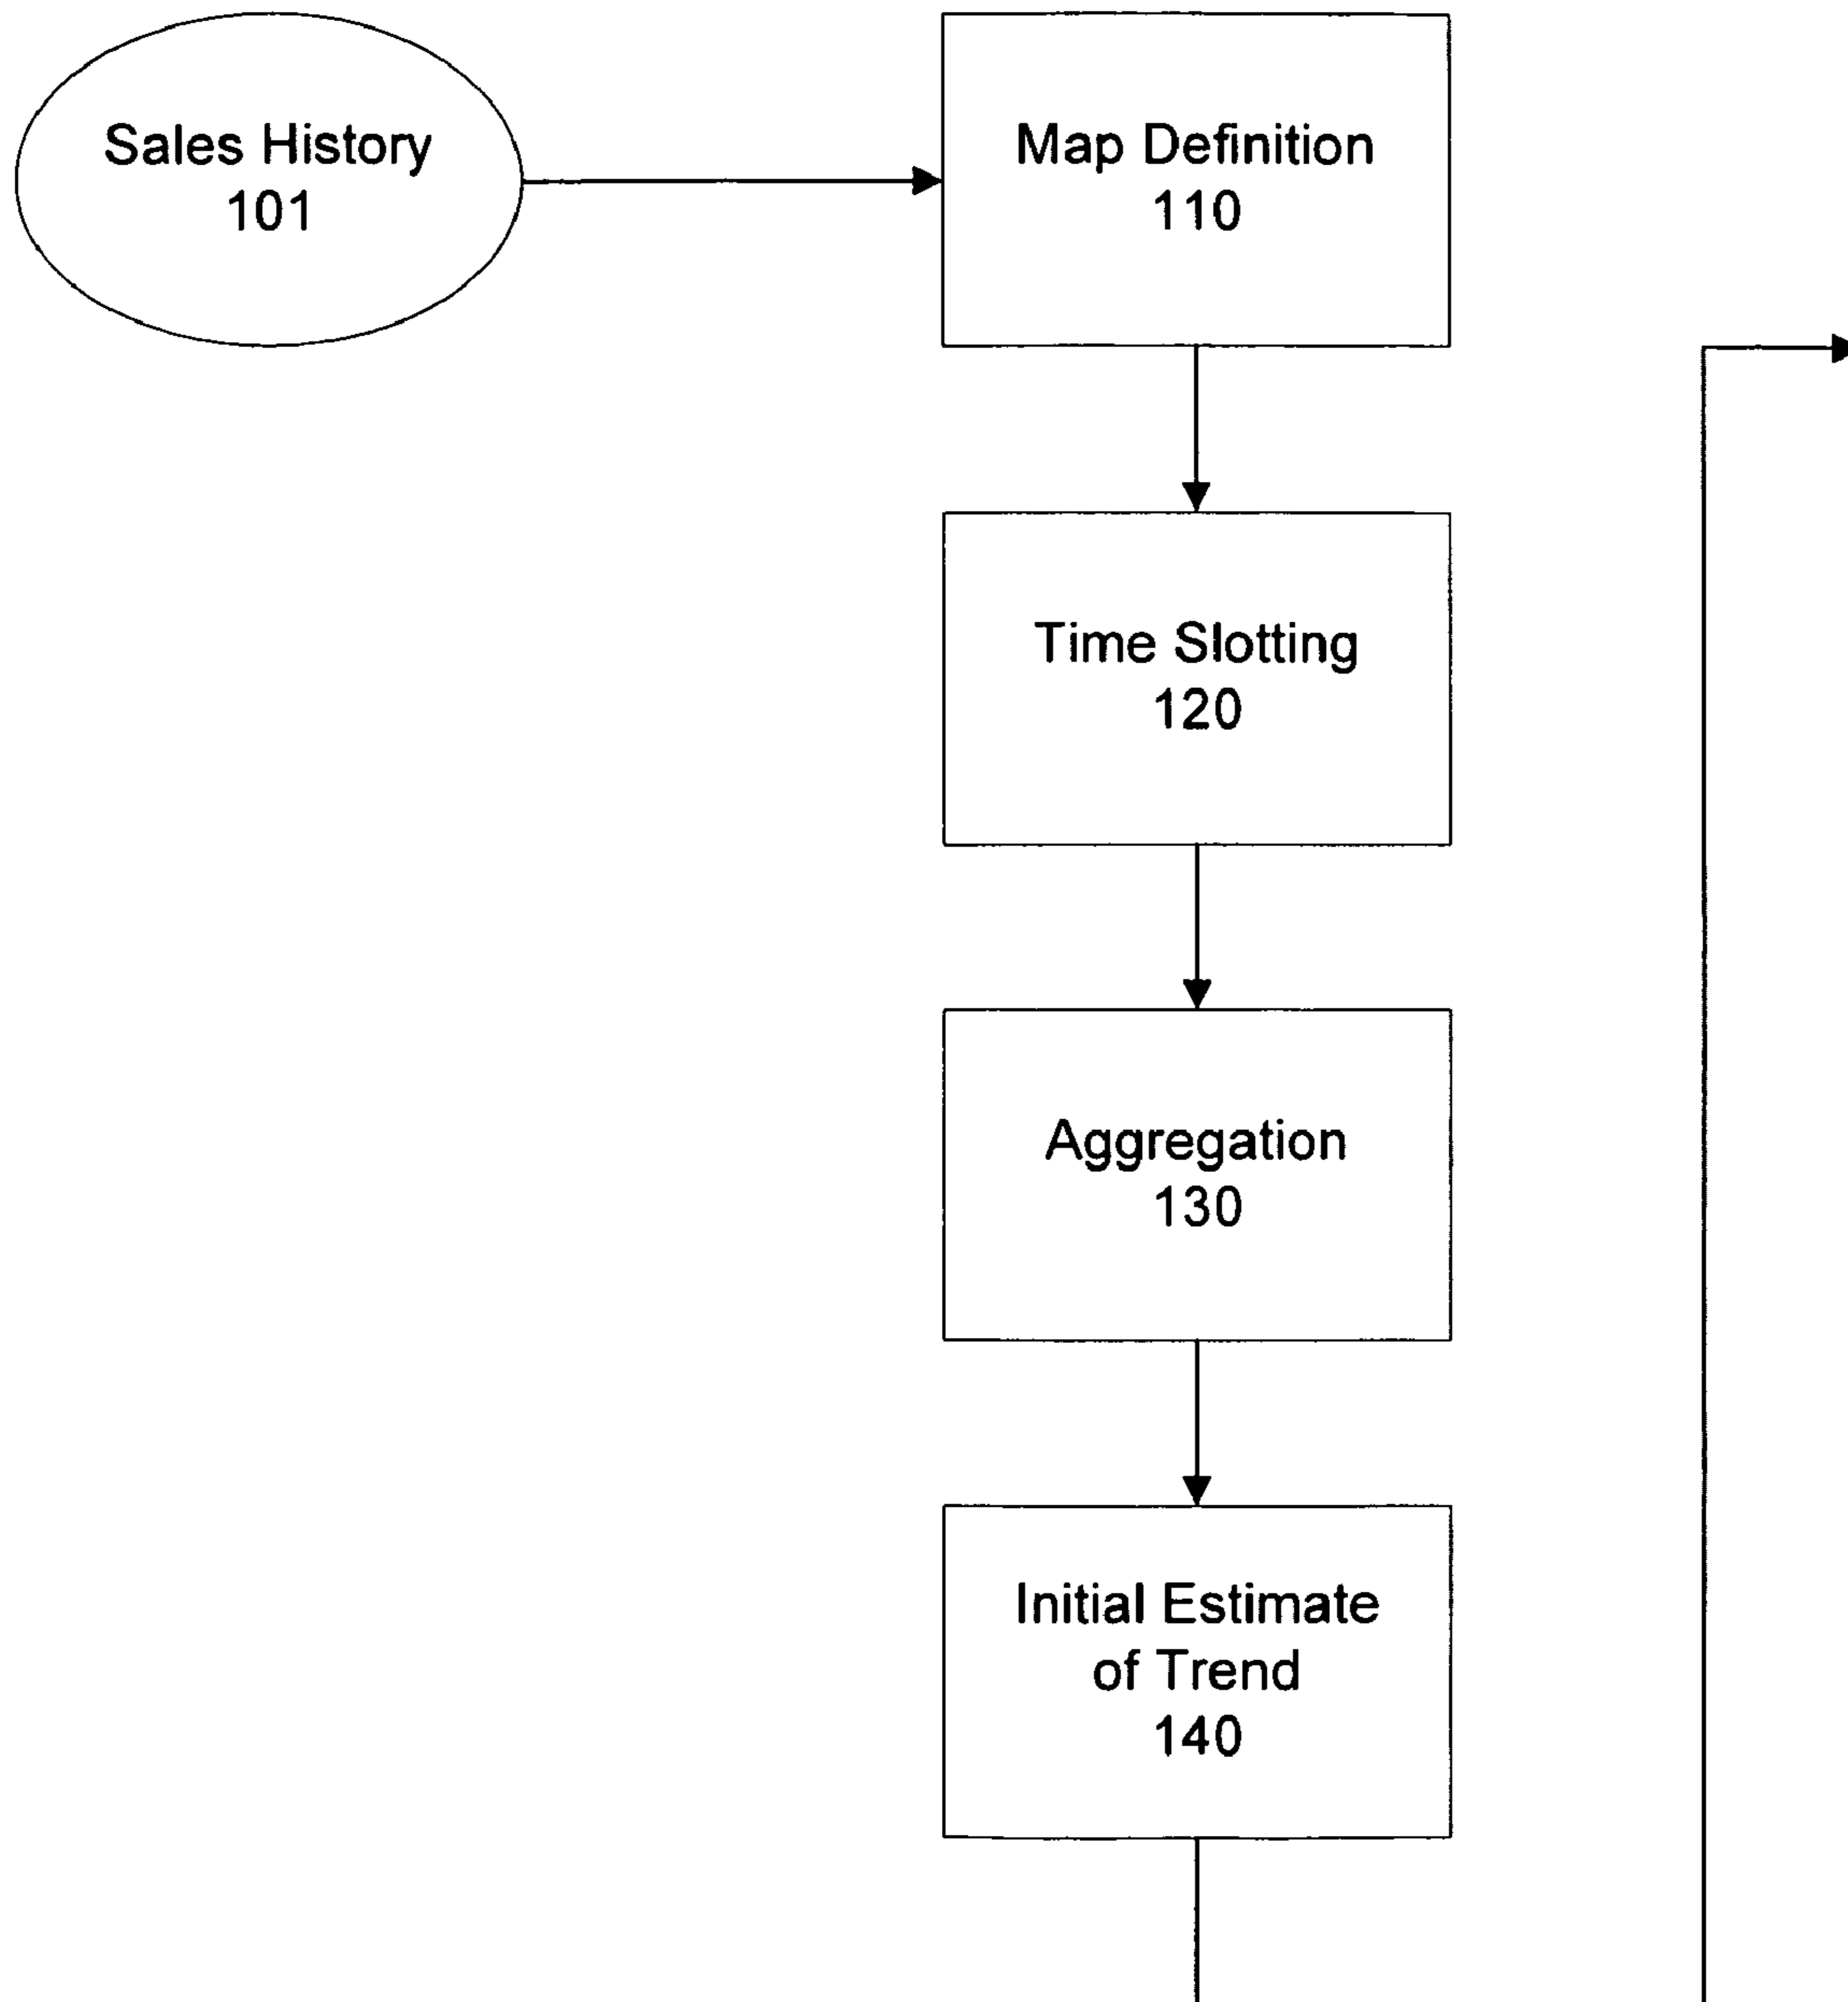 Sales History
101
Map Definition
110
Time Slotting
120
Aggregation
130
Initial Estimate
of Trend
140